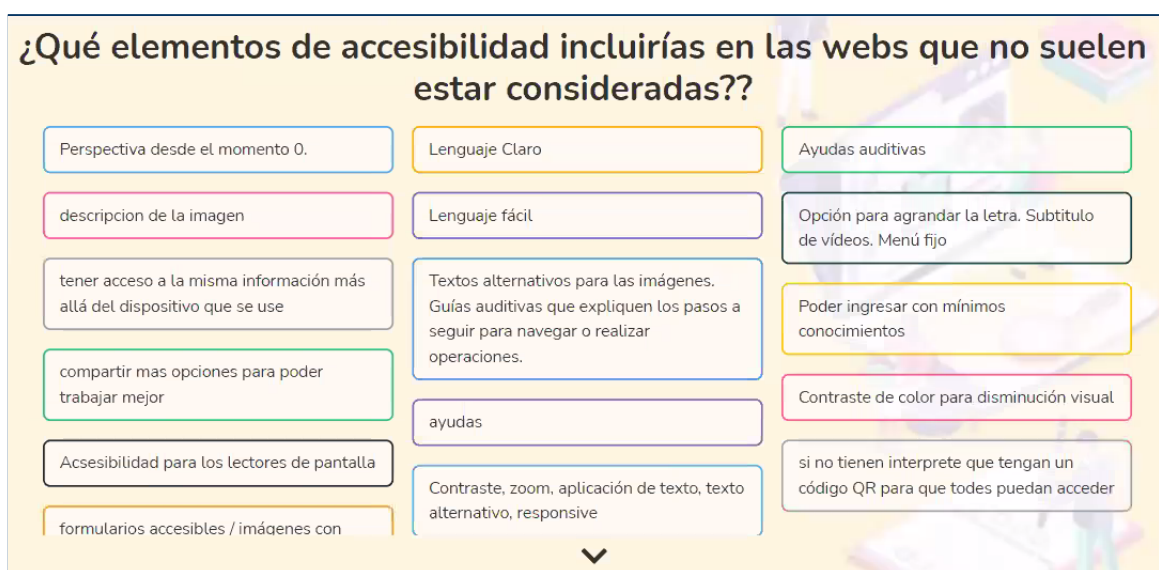 ¿Qué elementos de accesibilidad incluirías en las webs que no suelen
estar consideradas??
Perspectiva desde el momento 0.
descripcion de la imagen
tener acceso a la misma información más
allá del dispositivo que se use
compartir mas opciones para poder
trabajar mejor
Acsesibilidad para los lectores de pantalla
formularios accesibles / imágenes con
Lenguaje Claro
Lenguaje fácil
Textos alternativos para las imágenes.
Guías auditivas que expliquen los pasos a
seguir para navegar o realizar
operaciones.
ayudas
Contraste, zoom, aplicación de texto, texto
alternativo, responsive
Ayudas auditivas
Opción para agrandar la letra. Subtitulo
de vídeos. Menú fijo
Poder ingresar con mínimos
conocimientos
Contraste de color para disminución visual
si no tienen interprete que tengan un
código QR para que todes puedan acceder